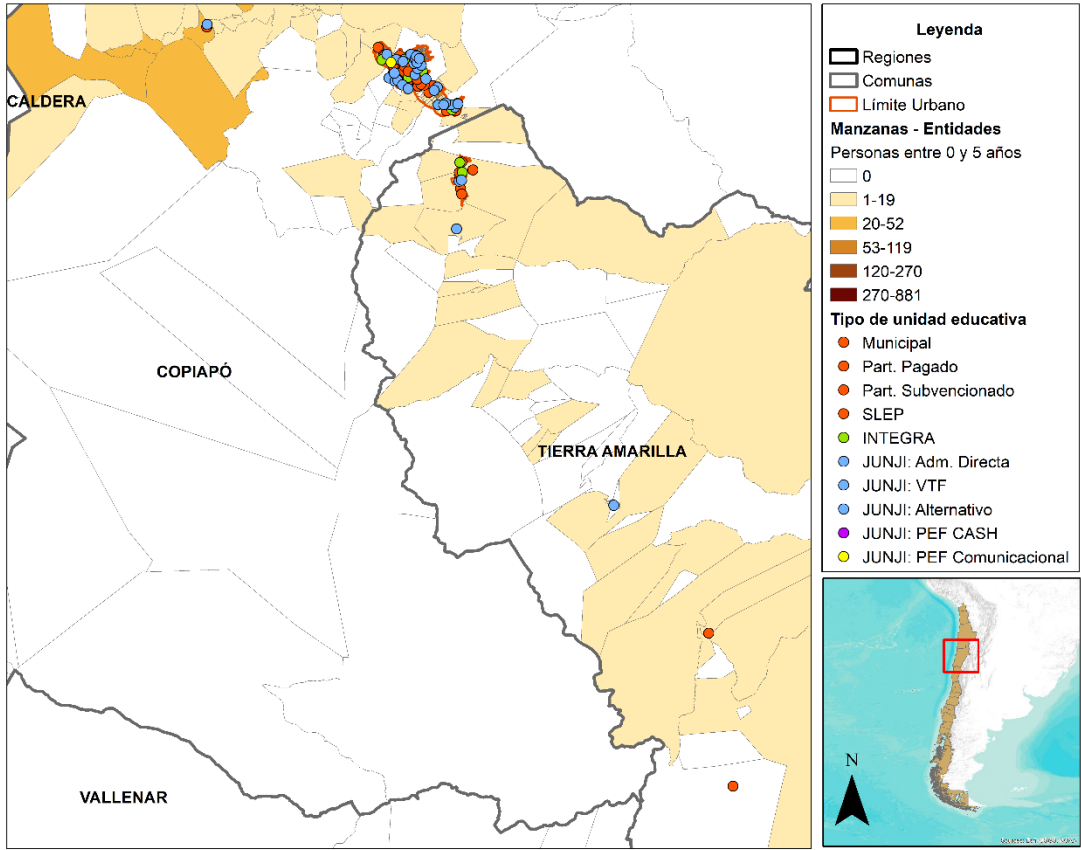 CALDERA
COPIAPÓ
TIERRA AMARILLA
VALLENAR
Leyenda
Regiones
Comunas
Límite Urbano
Manzanas - Entidades
Personas entre 0 y 5 años
0
1-19
20-52
53-119
120-270
270-881
Tipo de unidad educativa
Municipal
Part. Pagado
Part. Subvencionado
SLEP
INTEGRA
JUNJI: Adm. Directa
JUNJI: VTF
JUNJI: Alternativo
JUNJI: PEF CASH
JUNJI: PEF Comunicacional
N